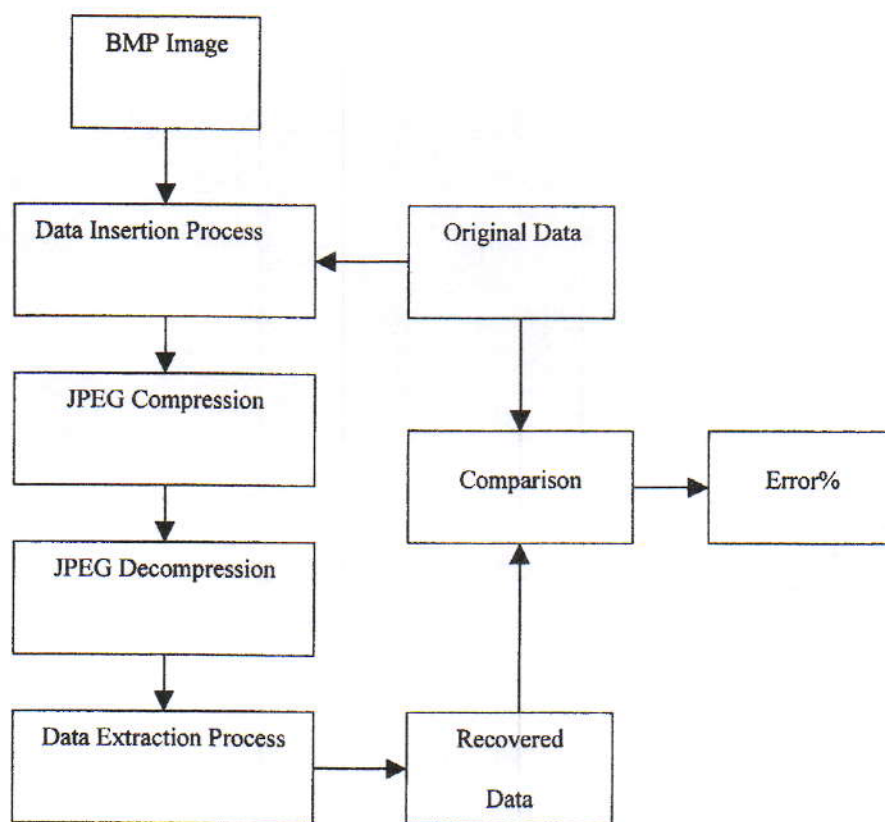 BMP Image
Data Insertion Process
Original Data
JPEG Compression
Comparison
Error%
JPEG Decompression
Data Extraction Process
Recovered
Data